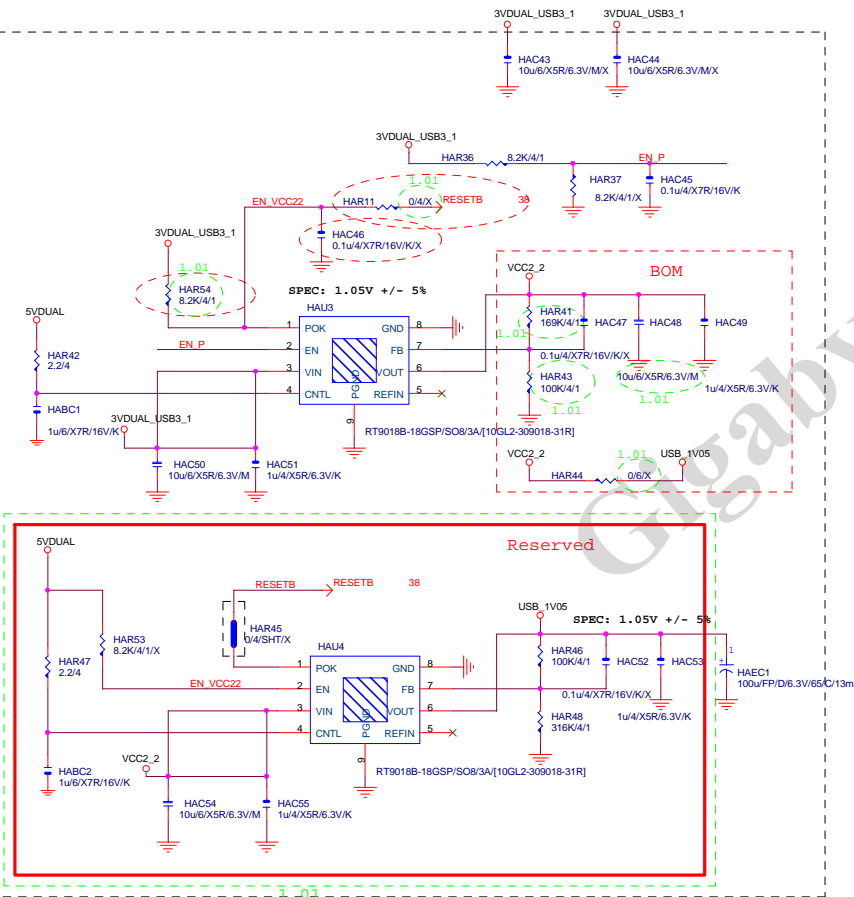 3VDUAL_USB3_1
3VDUAL_USB3_1
HAC43
10u/6/X5R/6.3V/M/X
HAC44
10u/6/X5R/6.3V/M/X
3VDUAL_USB3_1
HAR36
8.2K/4/1
EN_P
HAR37
8.2K/4/1/X
HAC45
0.1u/4/X7R/16V/K
EN_VCC22
HAR11
1.01
0/4/X
RESETB
38
HAC46
0.1u/4/X7R/16V/K/X
3VDUAL_USB3_1
1.01
HAR54
8.2K/4/1
SPEC: 1.05V +/- 5%
HAU3
5VDUAL
HAR42
2.2/4
EN_P
1
POK
GND
8
2
EN
FB
7
3
VIN
VOUT
6
4
CNTL
REFIN
5
PGND
9
RT9018B-18GSP/SO8/3A/[10GL2-309018-31R]
HABC1
1u/6/X7R/16V/K
3VDUAL_USB3_1
HAC50
10u/6/X5R/6.3V/M
HAC51
1u/4/X5R/6.3V/K
VCC2_2
BOM
HAR41
169K/4/1
1.01
HAC47
HAC48
HAC49
0.1u/4/X7R/16V/K/X
HAR43
100K/4/1
1.01
10u/6/X5R/6.3V/M
1.01
1u/4/X5R/6.3V/K
VCC2_2
HAR44
1.01
0/6/X
USB_1V05
Gigaby
Reserved
5VDUAL
RESETB
RESETB
38
HAR45
0/4/SHT/X
HAR53
8.2K/4/1/X
HAR47
2.2/4
EN_VCC22
HAU4
1
POK
GND
8
2
EN
FB
7
3
VIN
VOUT
6
4
CNTL
REFIN
5
PGND
9
RT9018B-18GSP/SO8/3A/[10GL2-309018-31R]
HABC2
1u/6/X7R/16V/K
VCC2_2
HAC54
10u/6/X5R/6.3V/M
HAC55
1u/4/X5R/6.3V/K
USB_1V05
SPEC: 1.05V +/- 5%
HAR46
100K/4/1
HAC52
HAC53
0.1u/4/X7R/16V/K/X
HAR48
316K/4/1
1u/4/X5R/6.3V/K
1
+
HAEC1
100u/FP/D/6.3V/65/C/13m
1.01